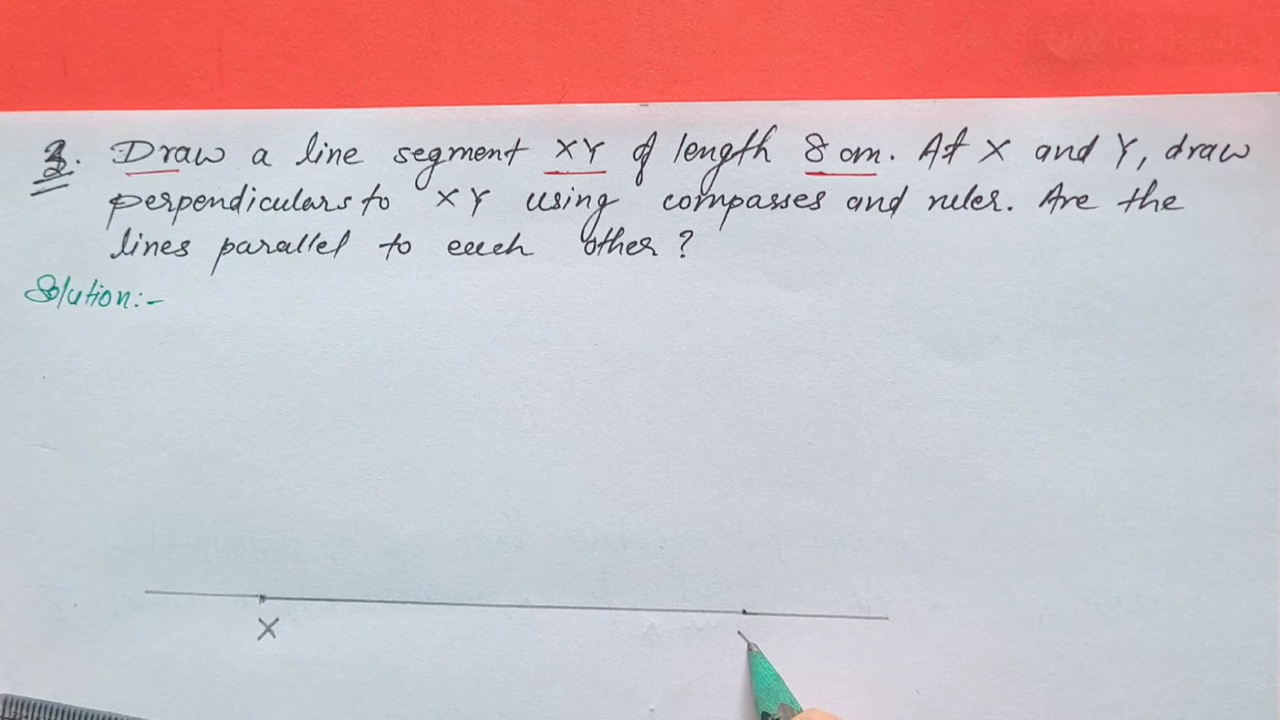 3. Draw a line segment XY of length 8 cm. At X and Y, draw
perpendiculars to XY using compasses and ruler. Are the
lines parallel to each other ?
Solution:-
X